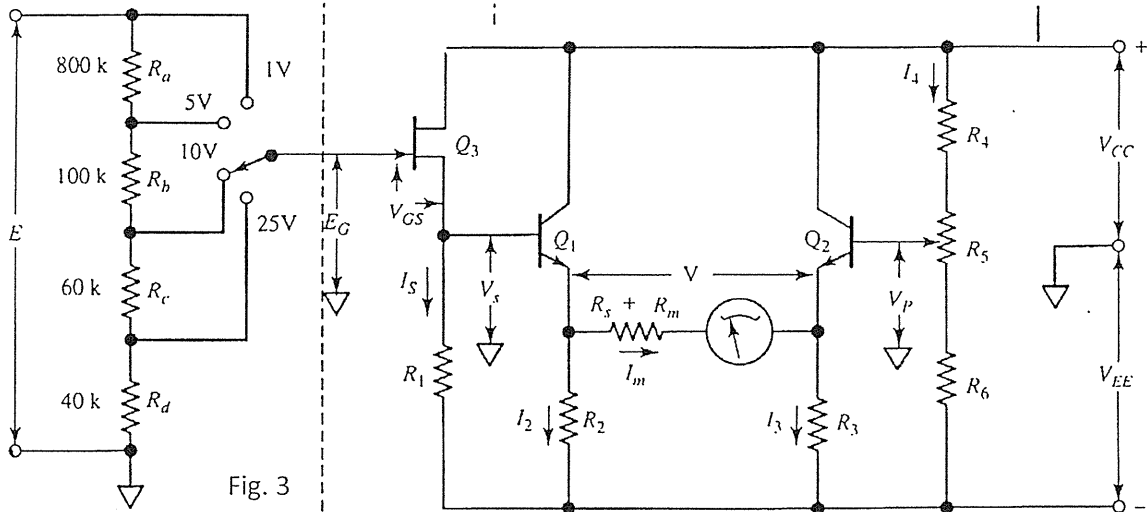 E
800 k
R_a
1V
5V
100 k
R_b
10V
25V
60 k
R_c
40 k
R_d
Fig. 3
E_G
V_GS
Q_3
I_S
V_s
R_1
Q_1
V
Q_2
R_s + R_m
I_m
I_2
R_2
I_3
R_3
V_P
I_4
R_4
R_5
R_6
+
V_CC
V_EE
−